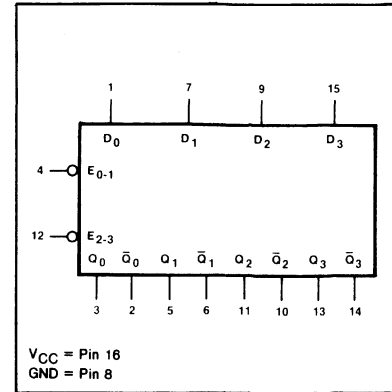 1 7 9 15
D0 D1 D2 D3
4 E0-1
12 E2-3
Q0 Q̅0 Q1 Q̅1 Q2 Q̅2 Q3 Q̅3
3 2 5 6 11 10 13 14
VCC = Pin 16
GND = Pin 8